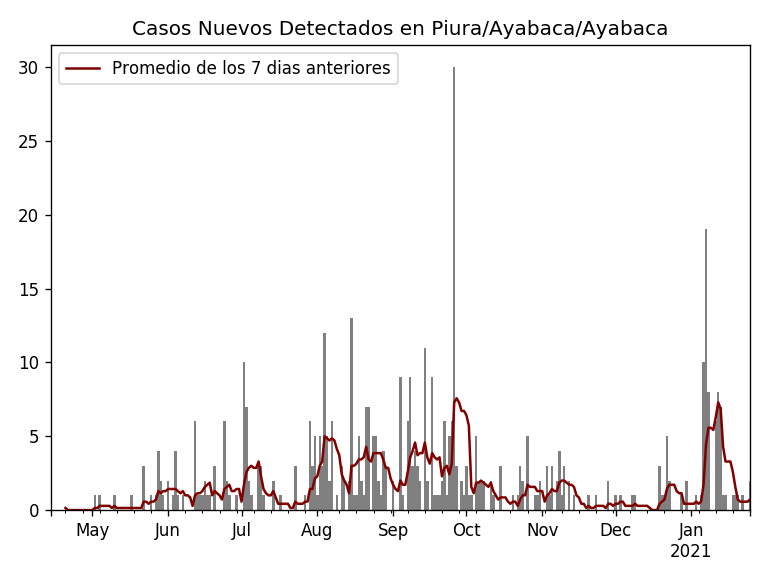 Casos Nuevos Detectados en Piura/Ayabaca/Ayabaca
Promedio de los 7 dias anteriores
30
25
20
15
10
5
0
May Jun Jul Aug Sep Oct Nov Dec Jan
2021